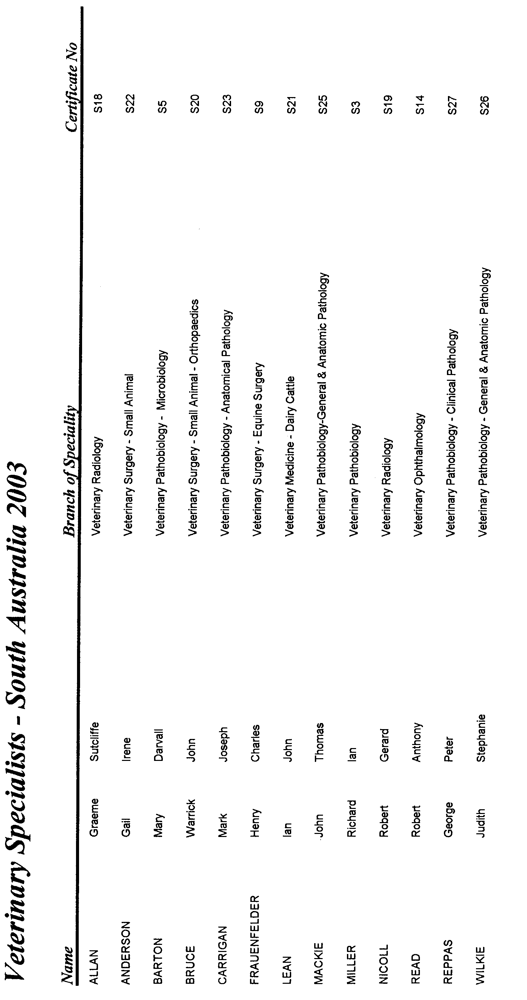 Veterinary Specialists - South Australia 2003
Name Branch of Speciality Certificate No
ALLAN Graeme Sutcliffe Veterinary Radiology S18
ANDERSON Gail Irene Veterinary Surgery - Small Animal S22
BARTON Mary Darvall Veterinary Pathobiology - Microbiology S5
BRUCE Warrick John Veterinary Surgery - Small Animal - Orthopaedics S20
CARRIGAN Mark Joseph Veterinary Pathobiology - Anatomical Pathology S23
FRAUENFELDER Henry Charles Veterinary Surgery - Equine Surgery S9
LEAN Ian John Veterinary Medicine - Dairy Cattle S21
MACKIE John Thomas Veterinary Pathobiology-General & Anatomic Pathology S25
MILLER Richard Ian Veterinary Pathobiology S3
NICOLL Robert Gerard Veterinary Radiology S19
READ Robert Anthony Veterinary Ophthalmology S14
REPPAS George Peter Veterinary Pathobiology - Clinical Pathology S27
WILKIE Judith Stephanie Veterinary Pathobiology - General & Anatomic Pathology S26